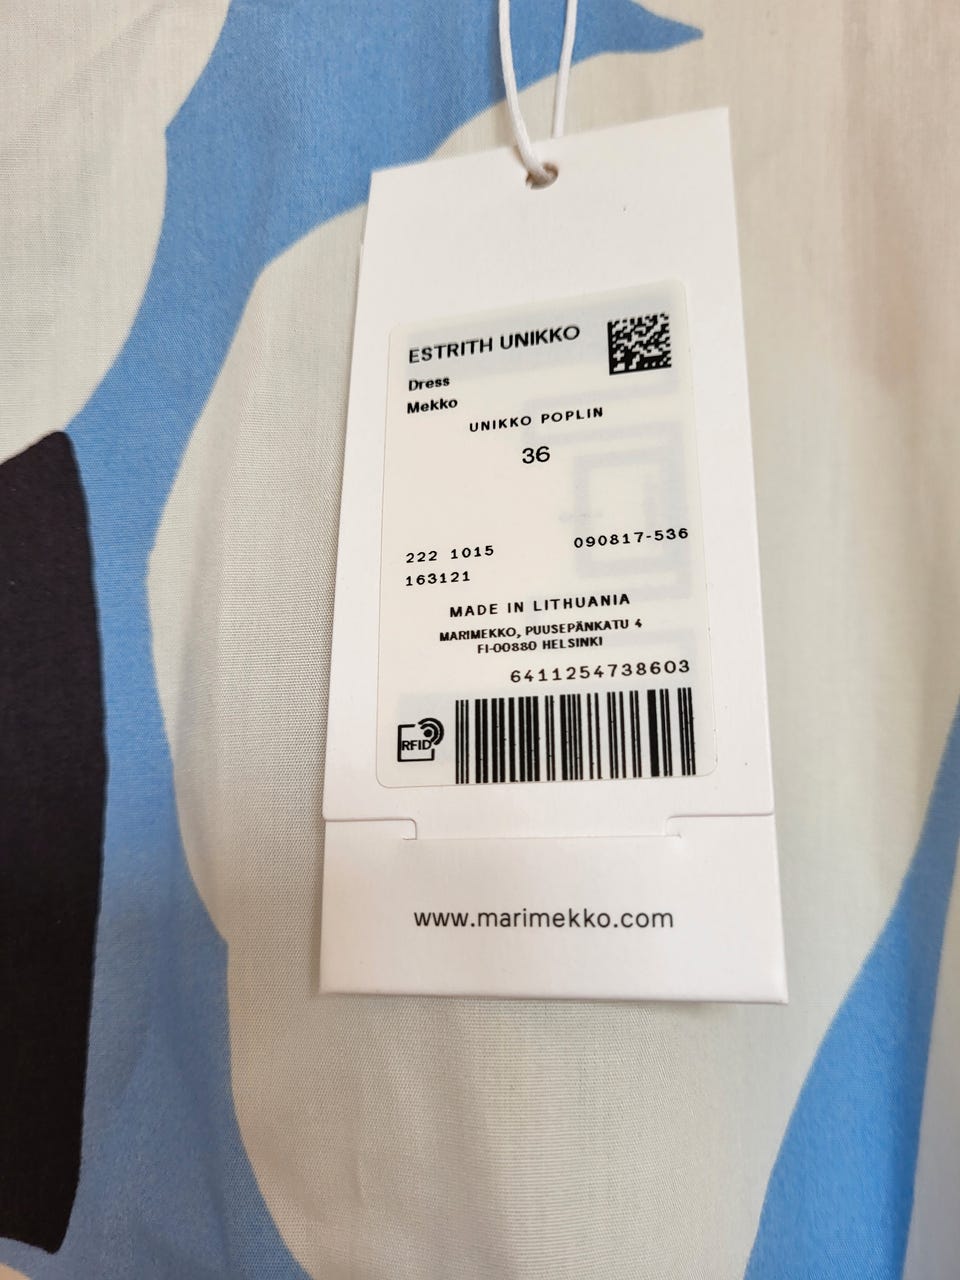 ESTRITH UNIKKO
Dress
Mekko
UNIKKO POPLIN
36
222 1015
090817-536
163121
MADE IN LITHUANIA
MARIMEKKO, PUUSEPÄNKATU 4
FI-00880 HELSINKI
6411254738603
RFID
www.marimekko.com